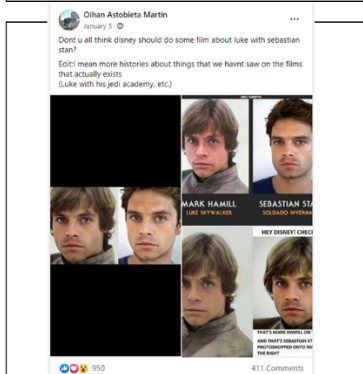 Oihan Astobieta Martín
January 5 ·
Dont u all think disney should do some film about luke with sebastian
stan?
Edit:I mean more histories about things that we havnt saw on the films
that actually exists
(Luke with his jedi academy, etc.)
MARK HAMILL
LUKE SKYWALKER
SEBASTIAN STA
SOLDADO INVERNA
HEY DISNEY! CHEC
THAT'S MARK HAMILL ON
AND THAT'S SEBASTIAN ST
PHOTOSHOPPED ONTO
THE RIGHT
950
411 Comments